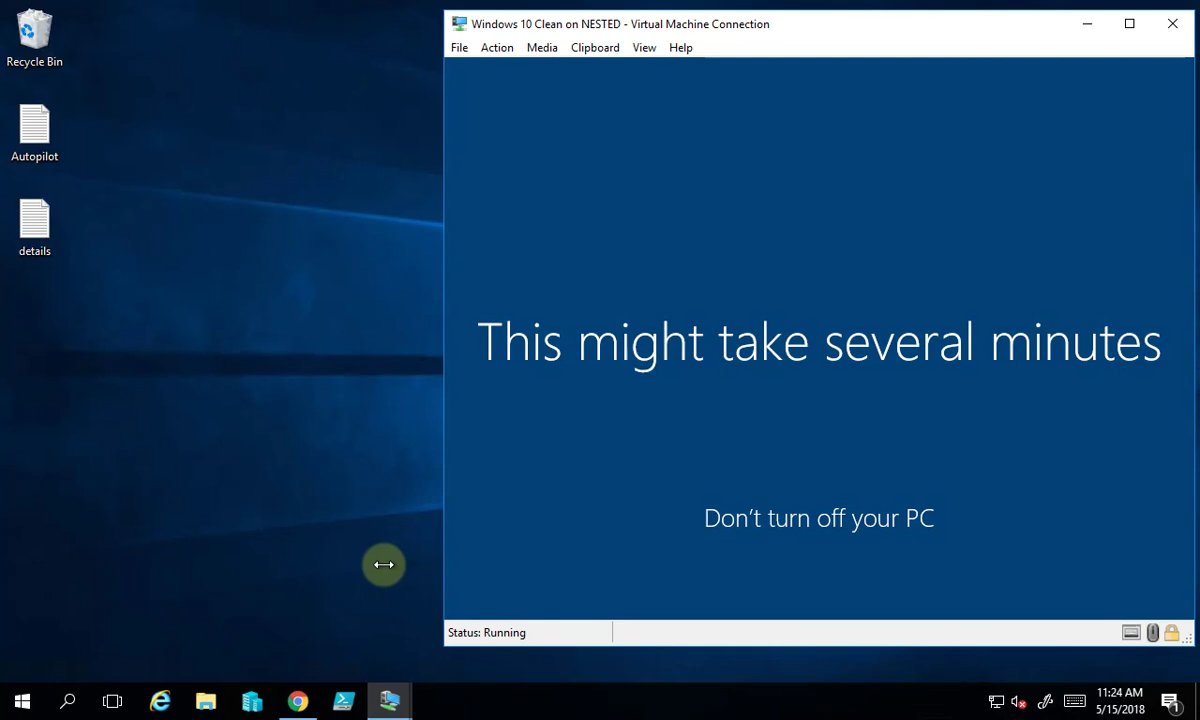 Recycle Bin
Autopilot
details
Windows 10 Clean on NESTED - Virtual Machine Connection
File Action Media Clipboard View Help
This might take several minutes
Don't turn off your PC
Status: Running
11:24 AM
5/15/2018
1